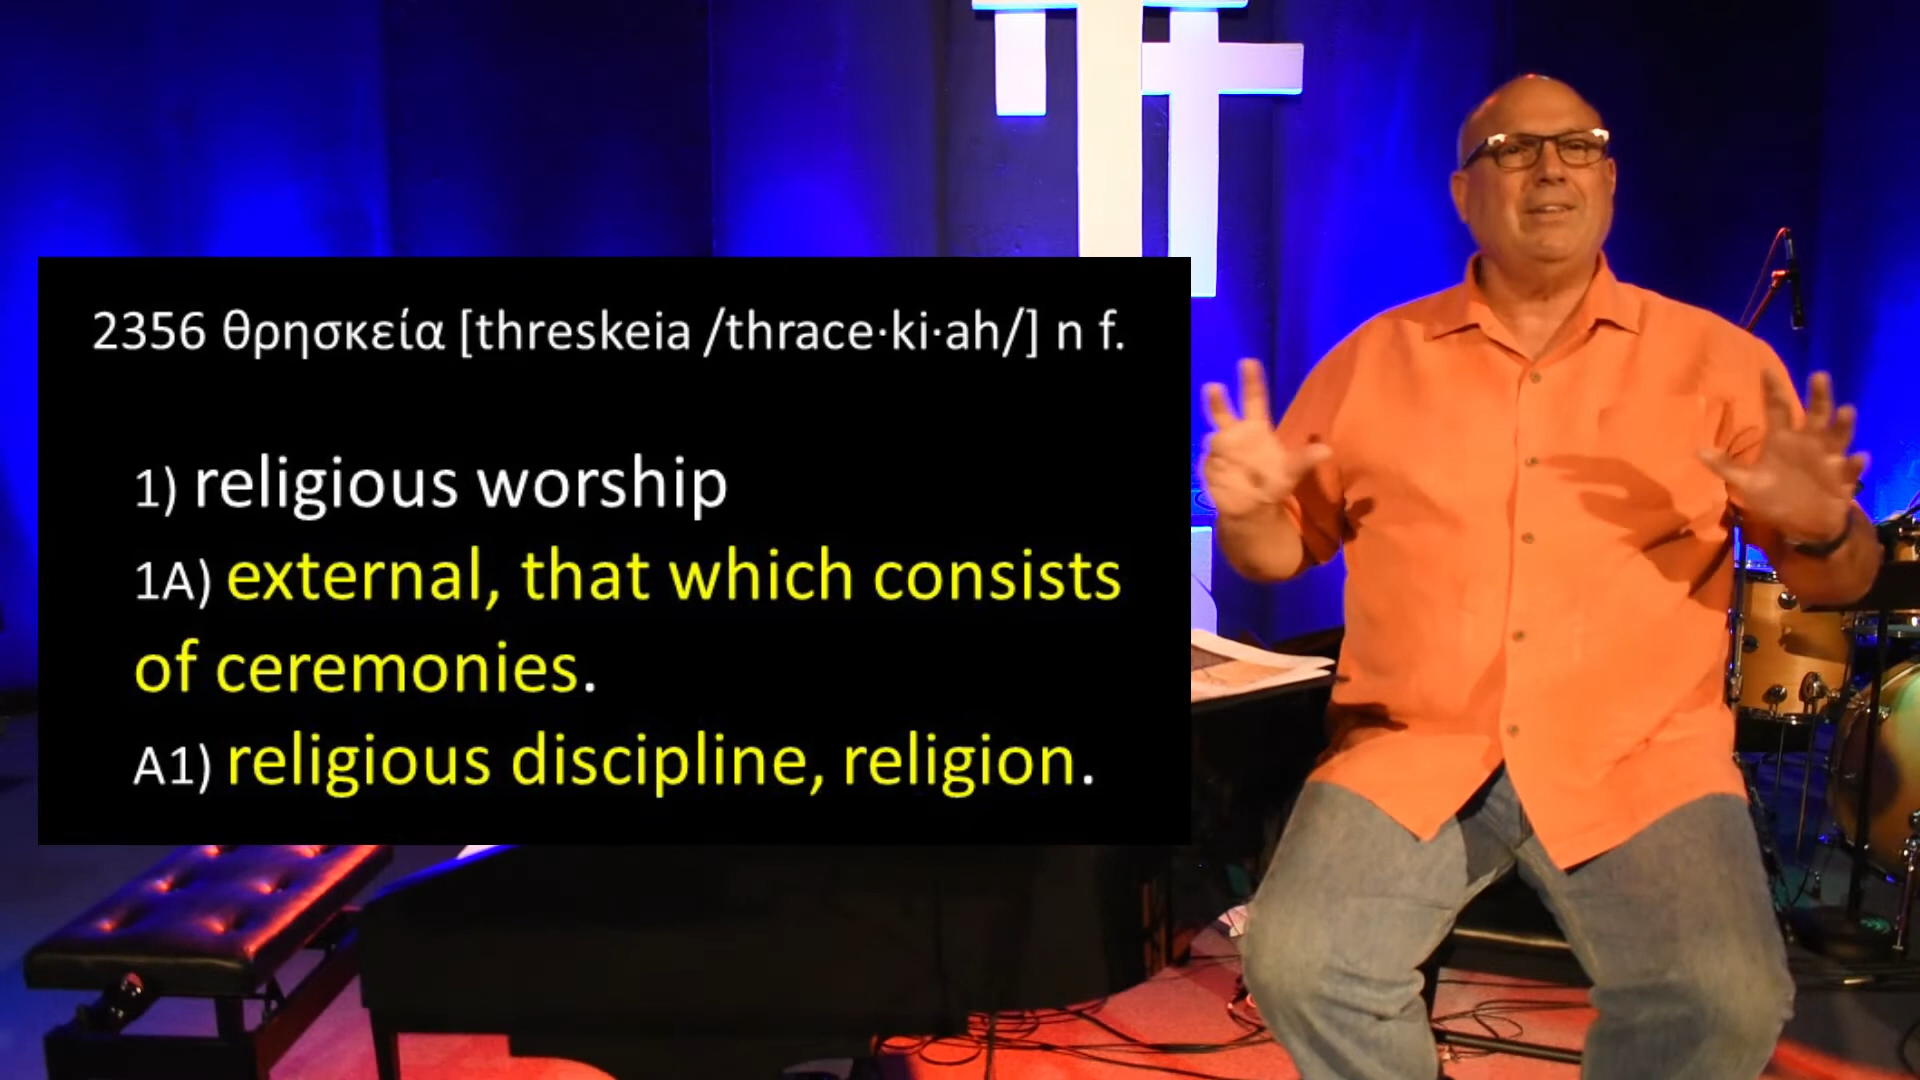 2356 θρησκεία [threskeia /thrace·ki·ah/] n f.
1) religious worship
1A) external, that which consists
of ceremonies.
A1) religious discipline, religion.